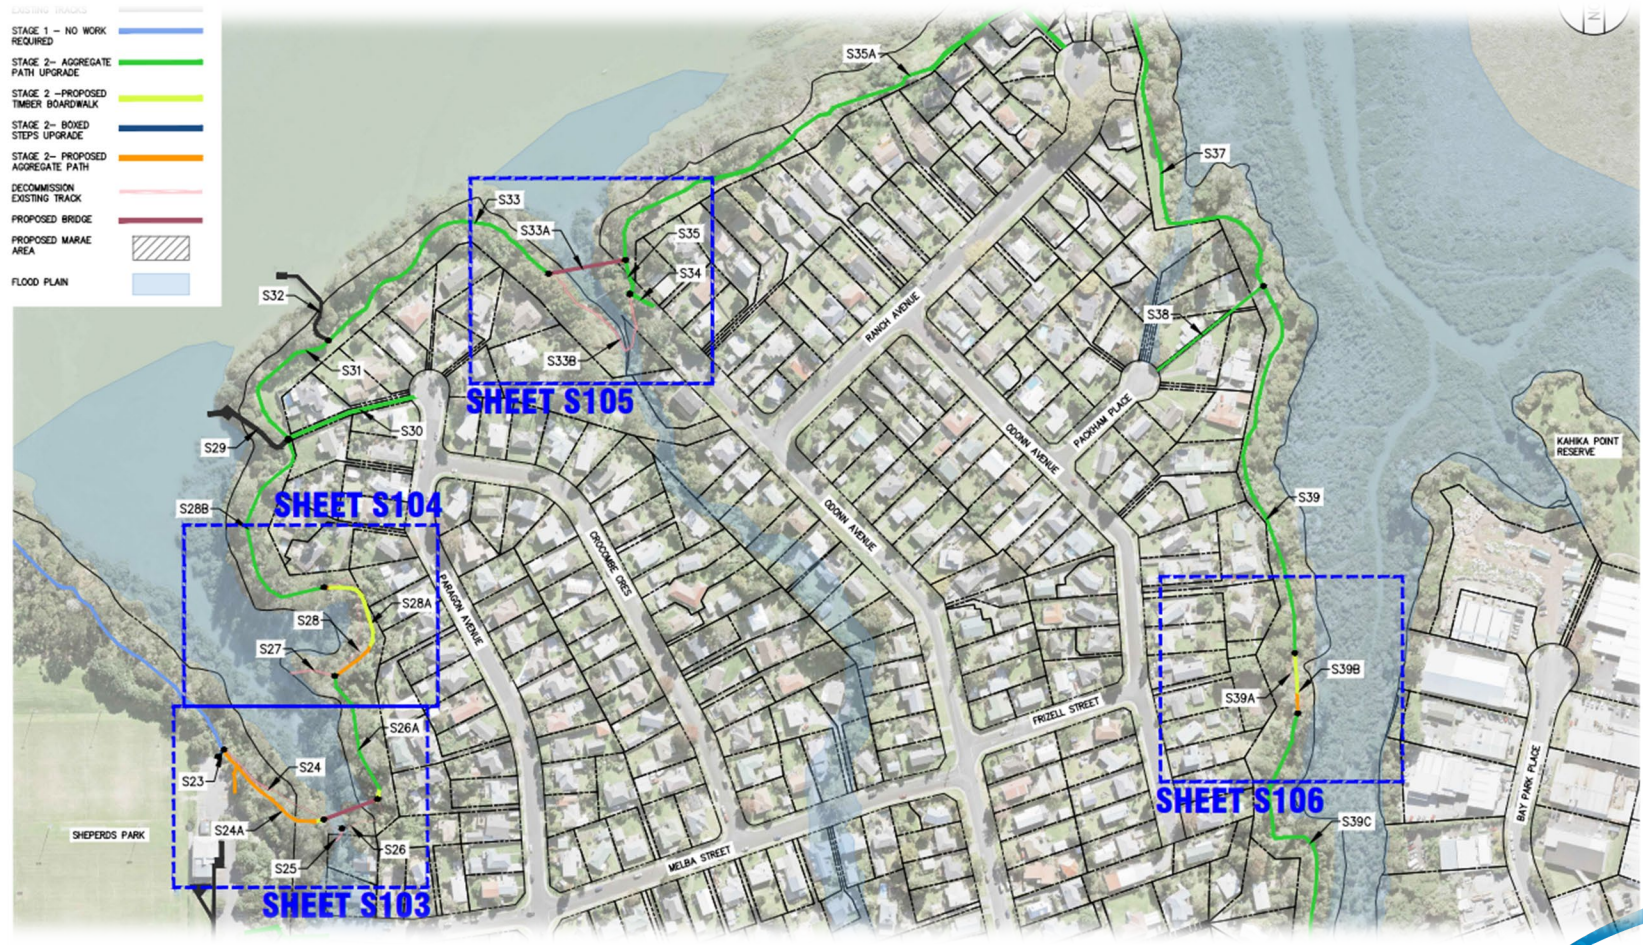 EXISTING TRACKS
STAGE 1 – NO WORK
REQUIRED
STAGE 2– AGGREGATE
PATH UPGRADE
STAGE 2 –PROPOSED
TIMBER BOARDWALK
STAGE 2– BOXED
STEPS UPGRADE
STAGE 2– PROPOSED
AGGREGATE PATH
DECOMMISSION
EXISTING TRACK
PROPOSED BRIDGE
PROPOSED MARAE
AREA
FLOOD PLAIN
S35A
S37
S33
S33A
S35
S34
S32
S33B
S38
RANCH AVENUE
S31
SHEET S105
S30
S29
PACKHAM PLACE
ODONN AVENUE
KAHIKA POINT
RESERVE
SHEET S104
S28B
S39
ODONN AVENUE
CROCOMBE CRES
PARAGON AVENUE
S28A
S28
S27
S39B
S39A
FRIZELL STREET
S26A
S24
S23
BAY PARK PLACE
SHEET S106
S24A
SHEPERDS PARK
S39C
S26
S25
MELBA STREET
SHEET S103